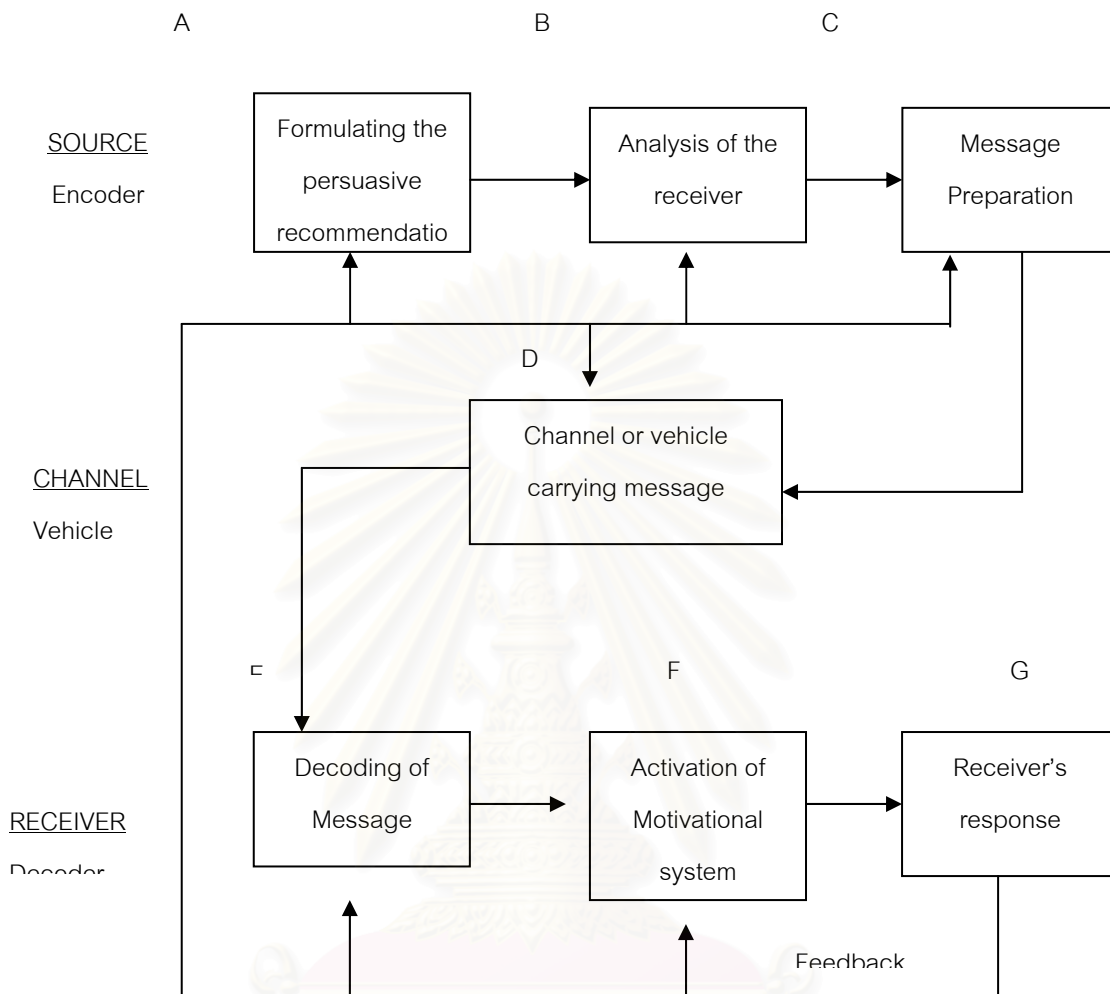 A B C
SOURCE
Encoder
Formulating the
persuasive
recommendatio
Analysis of the
receiver
Message
Preparation
D
CHANNEL
Vehicle
Channel or vehicle
carrying message
F G
RECEIVER
Decoder
Decoding of
Message
Activation of
Motivational
system
Receiver's
response
Feedback